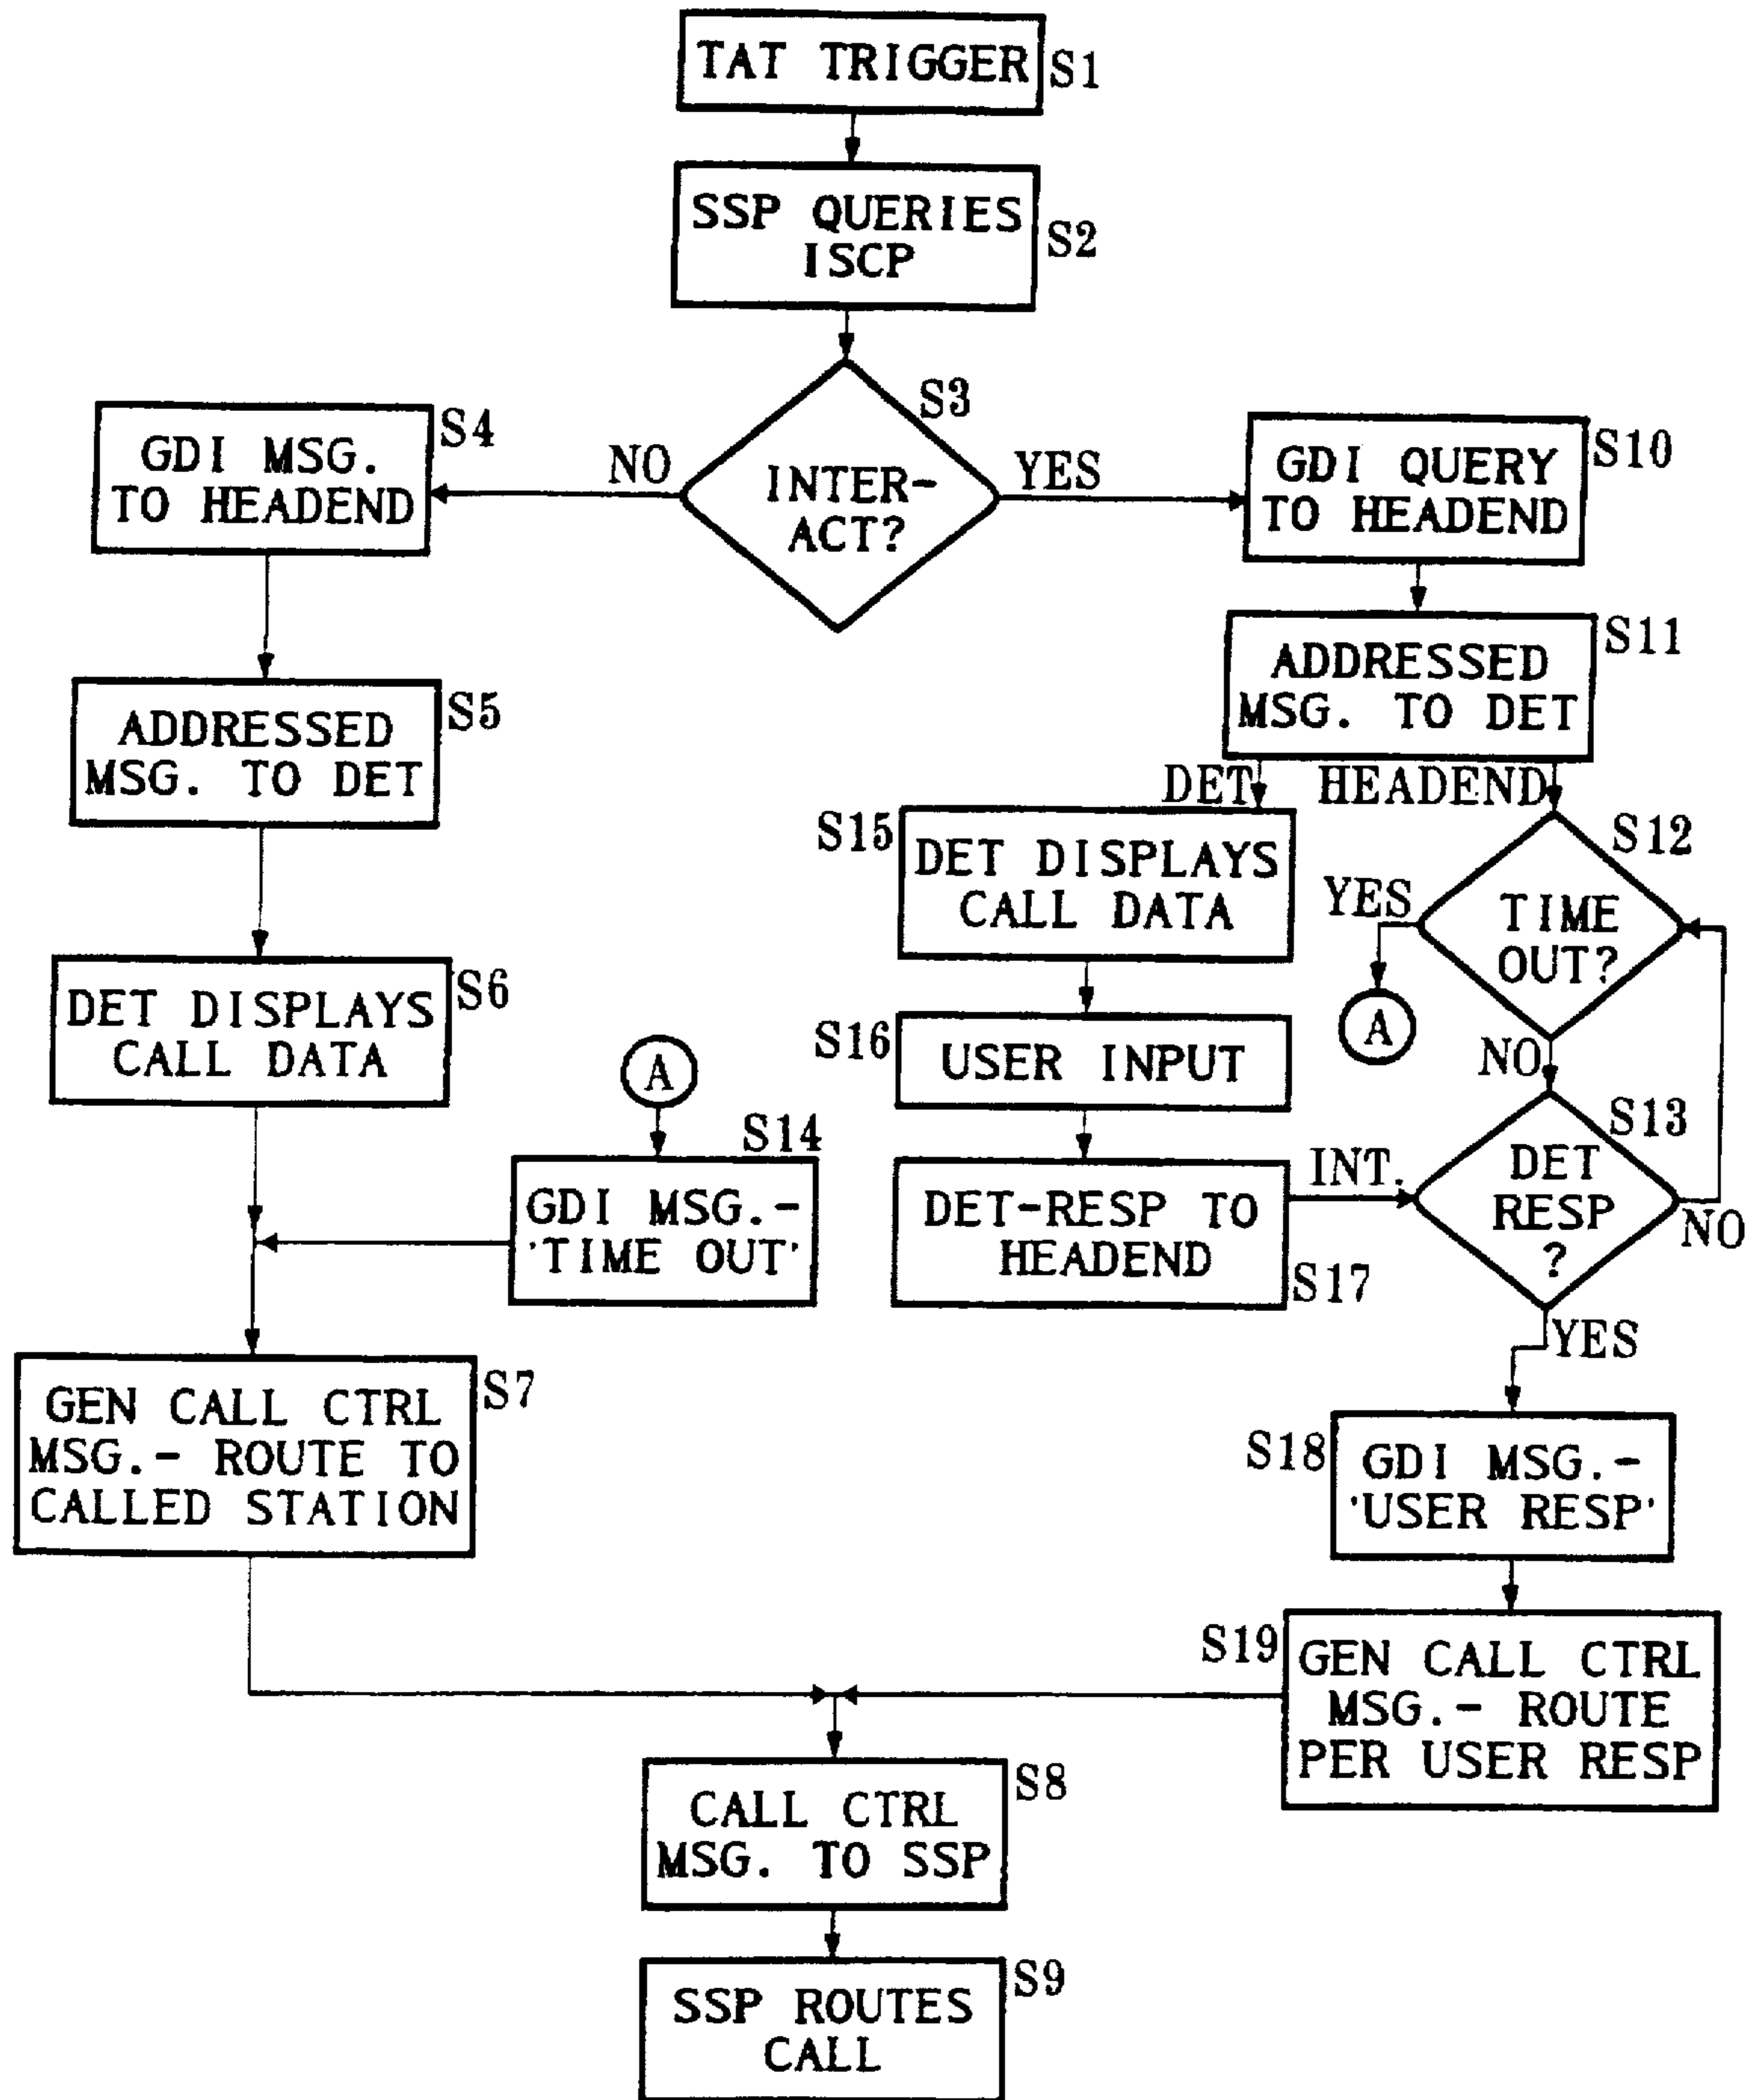 TAT TRIGGER
S1
SSP QUERIES
ISCP
S2
S3
INTER-
ACT?
NO
YES
S4
GDI MSG.
TO HEADEND
S5
ADDRESSED
MSG. TO DET
S6
DET DISPLAYS
CALL DATA
A
S14
GDI MSG.-
'TIME OUT'
S7
GEN CALL CTRL
MSG.- ROUTE TO
CALLED STATION
S10
GDI QUERY
TO HEADEND
S11
ADDRESSED
MSG. TO DET
DET
HEADEND
S15
DET DISPLAYS
CALL DATA
S16
USER INPUT
DET-RESP TO
HEADEND
S17
INT.
S12
TIME
OUT?
YES
A
NO
S13
DET
RESP
?
NO
YES
S18
GDI MSG.-
'USER RESP'
S19
GEN CALL CTRL
MSG.- ROUTE
PER USER RESP
S8
CALL CTRL
MSG. TO SSP
S9
SSP ROUTES
CALL